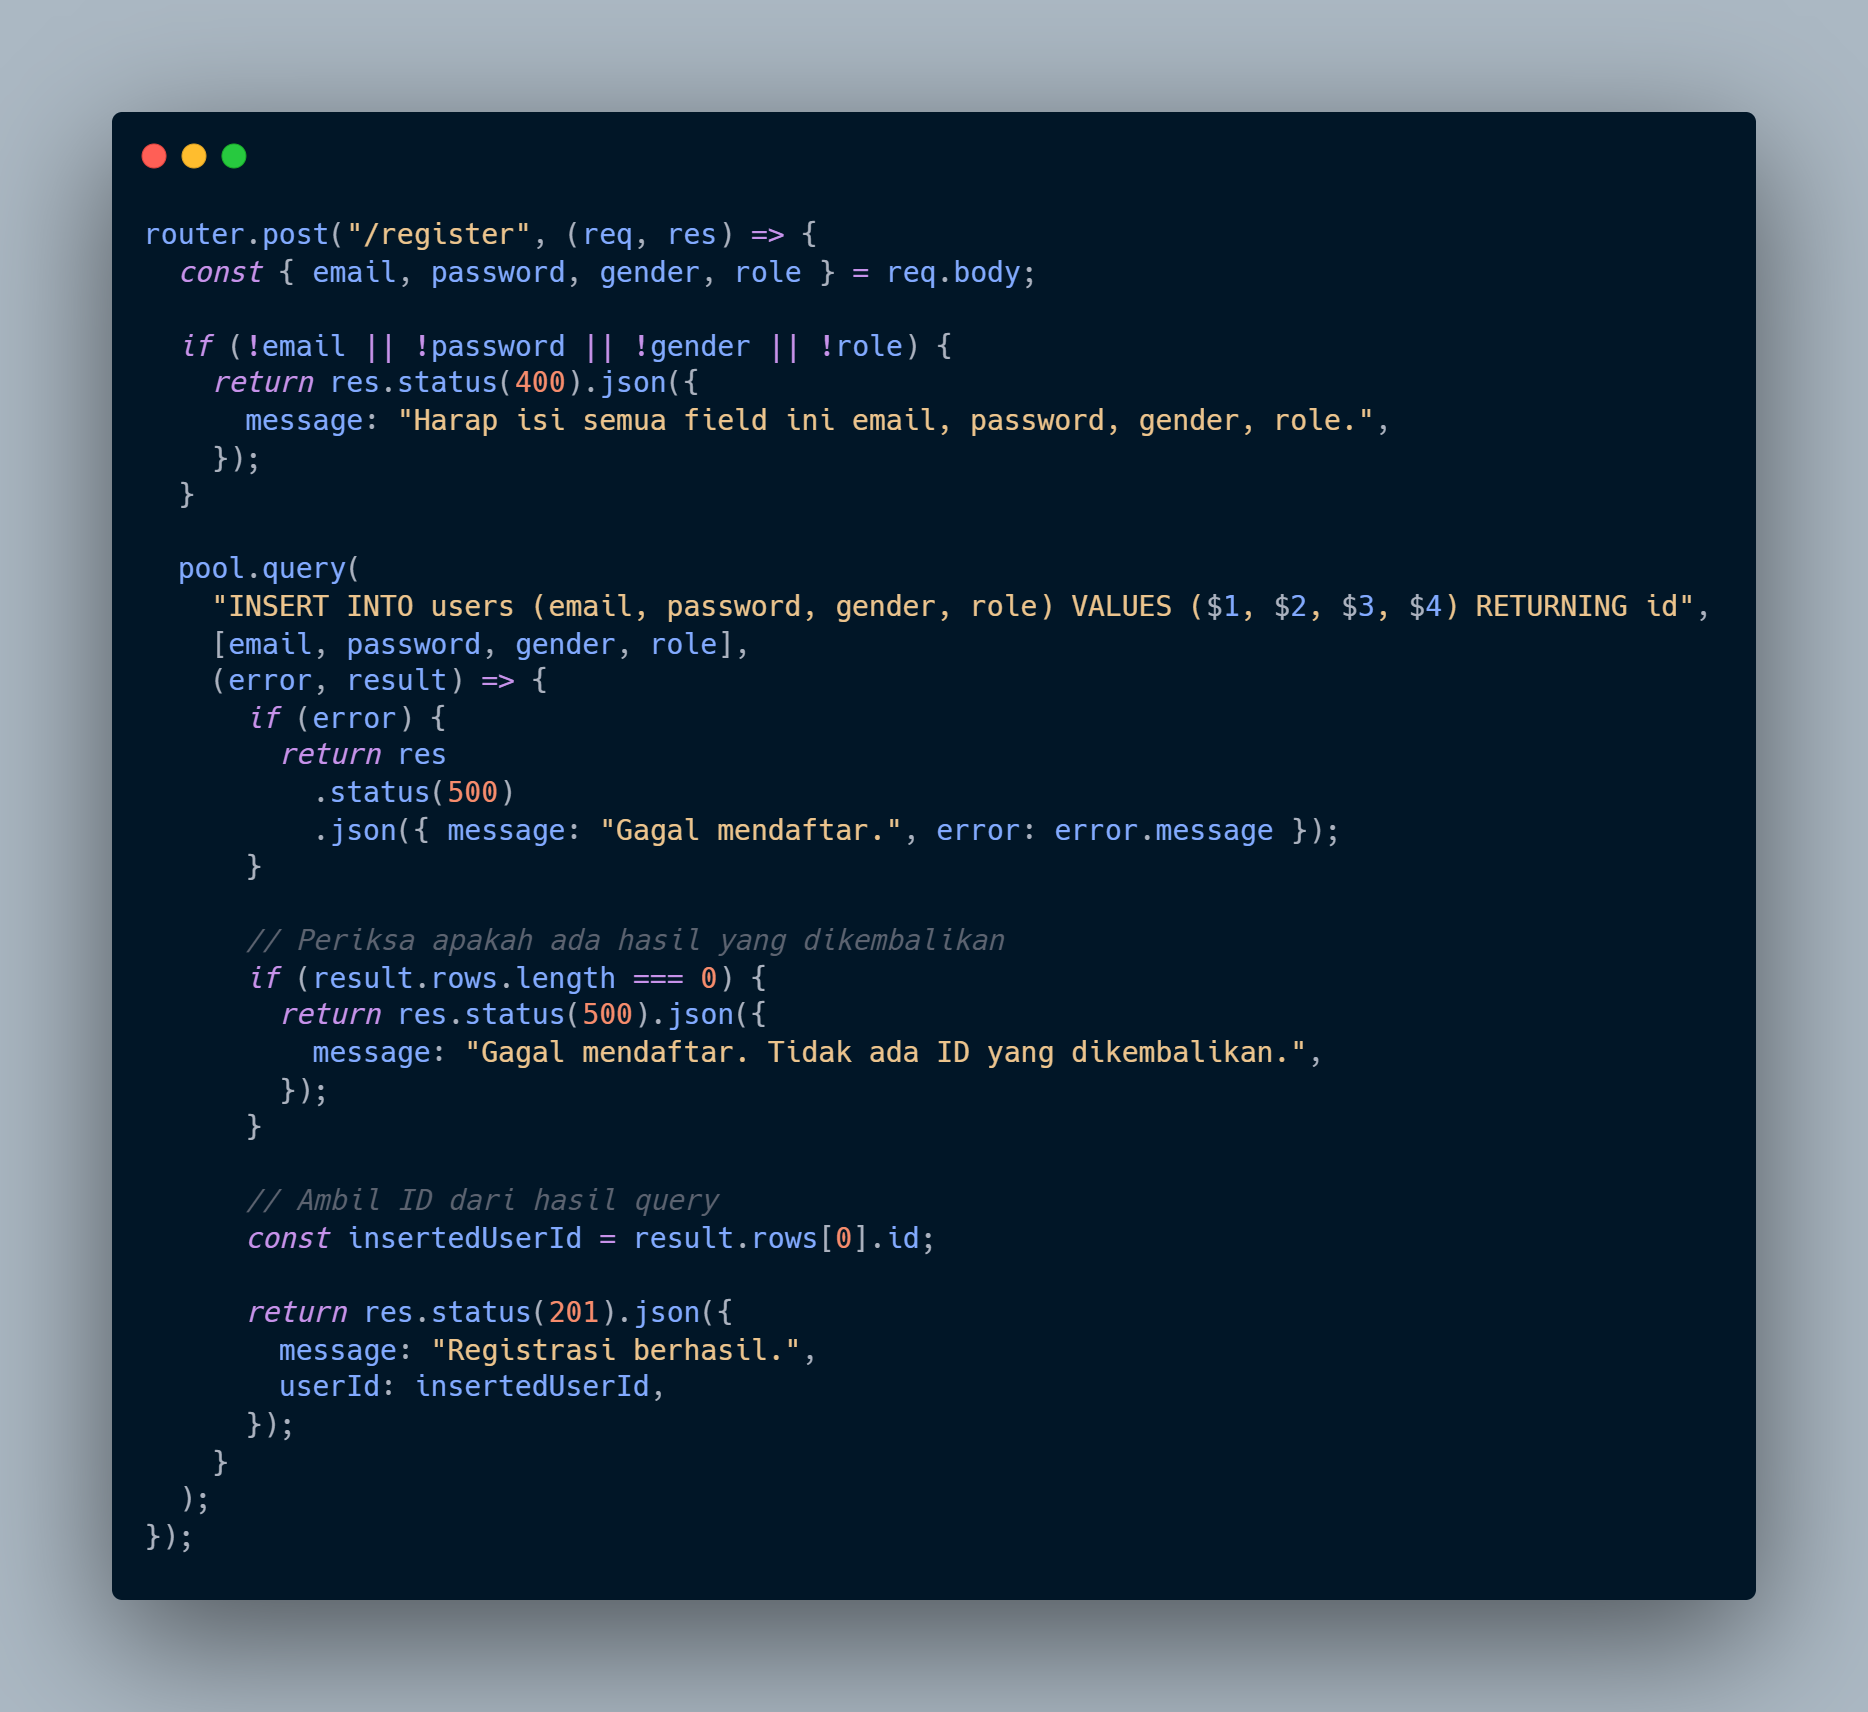 router.post("/register", (req, res) => {
  const { email, password, gender, role } = req.body;

  if (!email || !password || !gender || !role) {
    return res.status(400).json({
      message: "Harap isi semua field ini email, password, gender, role.",
    });
  }

  pool.query(
    "INSERT INTO users (email, password, gender, role) VALUES ($1, $2, $3, $4) RETURNING id",
    [email, password, gender, role],
    (error, result) => {
      if (error) {
        return res
          .status(500)
          .json({ message: "Gagal mendaftar.", error: error.message });
      }

      // Periksa apakah ada hasil yang dikembalikan
      if (result.rows.length === 0) {
        return res.status(500).json({
          message: "Gagal mendaftar. Tidak ada ID yang dikembalikan.",
        });
      }

      // Ambil ID dari hasil query
      const insertedUserId = result.rows[0].id;

      return res.status(201).json({
        message: "Registrasi berhasil.",
        userId: insertedUserId,
      });
    }
  );
});